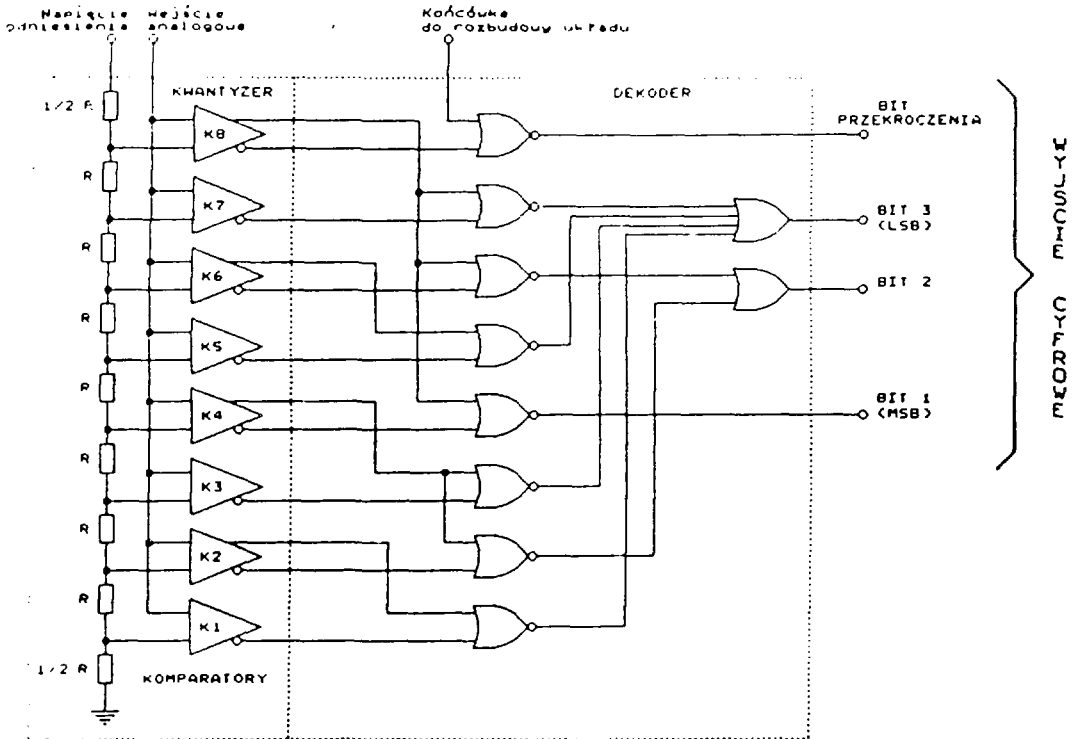 Napięcie
odniesienia
Wejście
analogowe
Końcówka
do rozbudowy układu
KWANTYZER
DEKODER
1/2 R
R
R
R
R
R
R
R
1/2 R
K8
K7
K6
K5
K4
K3
K2
K1
KOMPARATORY
BIT
PRZEKROCZENIA
BIT 3
(LSB)
BIT 2
BIT 1
(MSB)
WYJSCIE CYFROWE